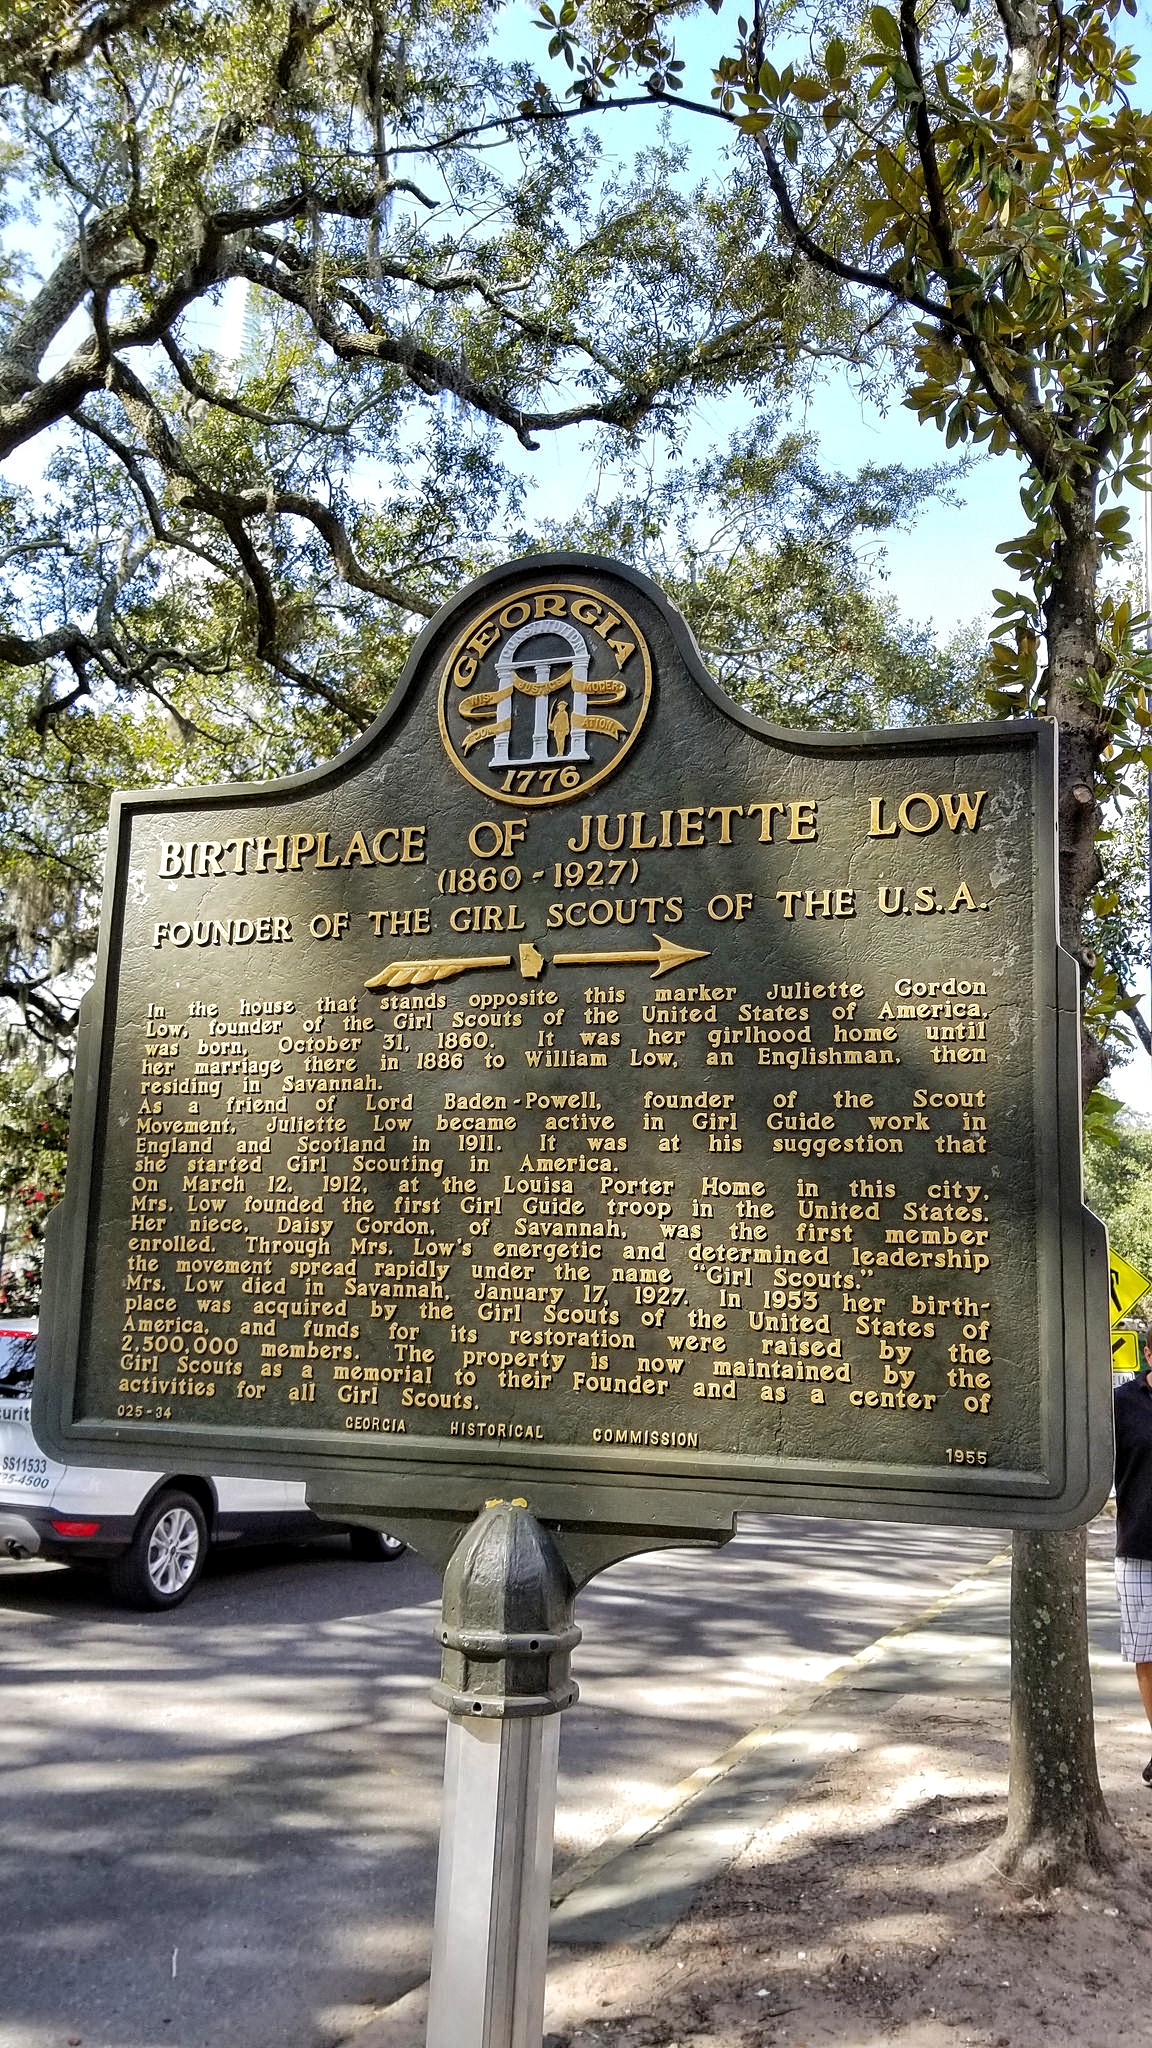 GEORGIA
CONSTITUTION
WISDOM JUSTICE MODERATION
1776
BIRTHPLACE OF JULIETTE LOW
(1860 - 1927)
FOUNDER OF THE GIRL SCOUTS OF THE U.S.A.
In the house that stands opposite this marker Juliette Gordon
Low, founder of the Girl Scouts of the United States of America,
was born, October 31, 1860. It was her girlhood home until
her marriage there in 1886 to William Low, an Englishman, then
residing in Savannah.
As a friend of Lord Baden-Powell, founder of the Scout
Movement, Juliette Low became active in Girl Guide work in
England and Scotland in 1911. It was at his suggestion that
she started Girl Scouting in America.
On March 12, 1912, at the Louisa Porter Home in this city,
Mrs. Low founded the first Girl Guide troop in the United States.
Her niece, Daisy Gordon, of Savannah, was the first member
enrolled. Through Mrs. Low's energetic and determined leadership
the movement spread rapidly under the name "Girl Scouts."
Mrs. Low died in Savannah, January 17, 1927. In 1953 her birth-
place was acquired by the Girl Scouts of the United States of
America, and funds for its restoration were raised by the
2,500,000 members. The property is now maintained by the
Girl Scouts as a memorial to their Founder and as a center of
activities for all Girl Scouts.
025-34
GEORGIA HISTORICAL COMMISSION
1955
SS11533